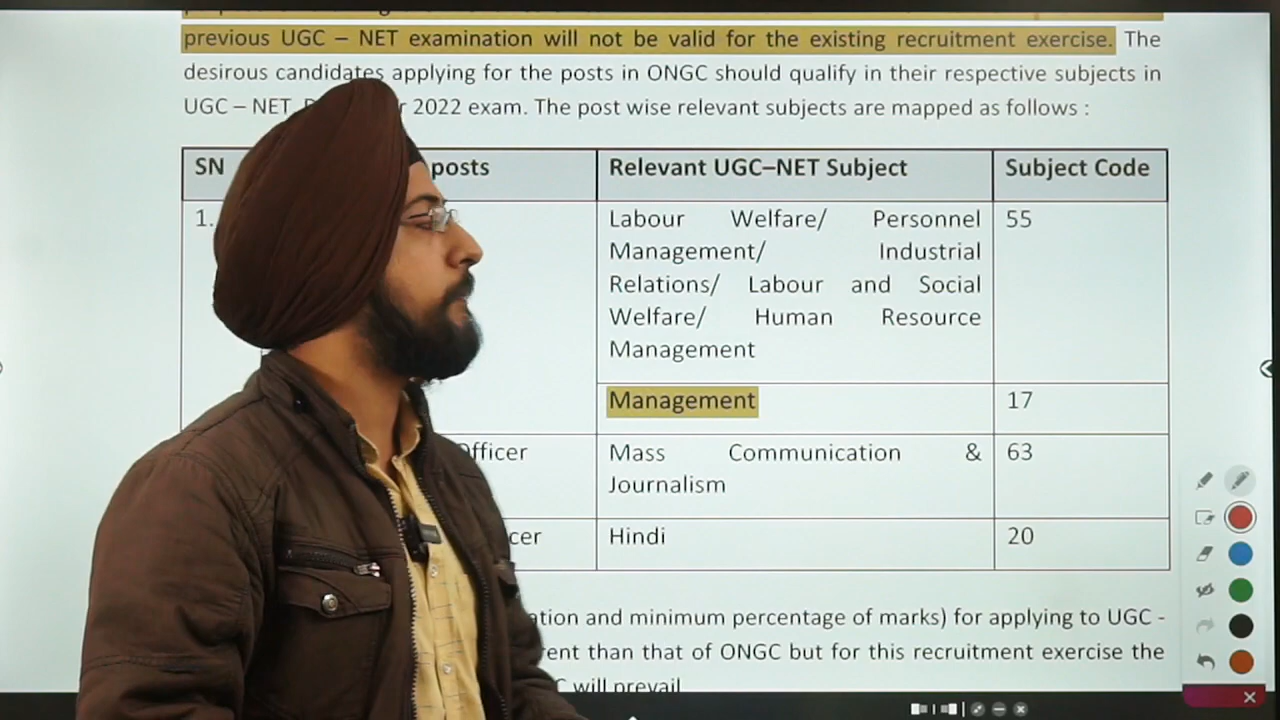 previous UGC – NET examination will not be valid for the existing recruitment exercise. The
desirous candidates applying for the posts in ONGC should qualify in their respective subjects in
UGC – NET 2022 exam. The post wise relevant subjects are mapped as follows :
SN posts Relevant UGC–NET Subject Subject Code
1. Labour Welfare/ Personnel 55
Management/ Industrial
Relations/ Labour and Social
Welfare/ Human Resource
Management
Management 17
Officer Mass Communication & 63
Journalism
Hindi 20
and minimum percentage of marks) for applying to UGC -
than that of ONGC but for this recruitment exercise the
will prevail